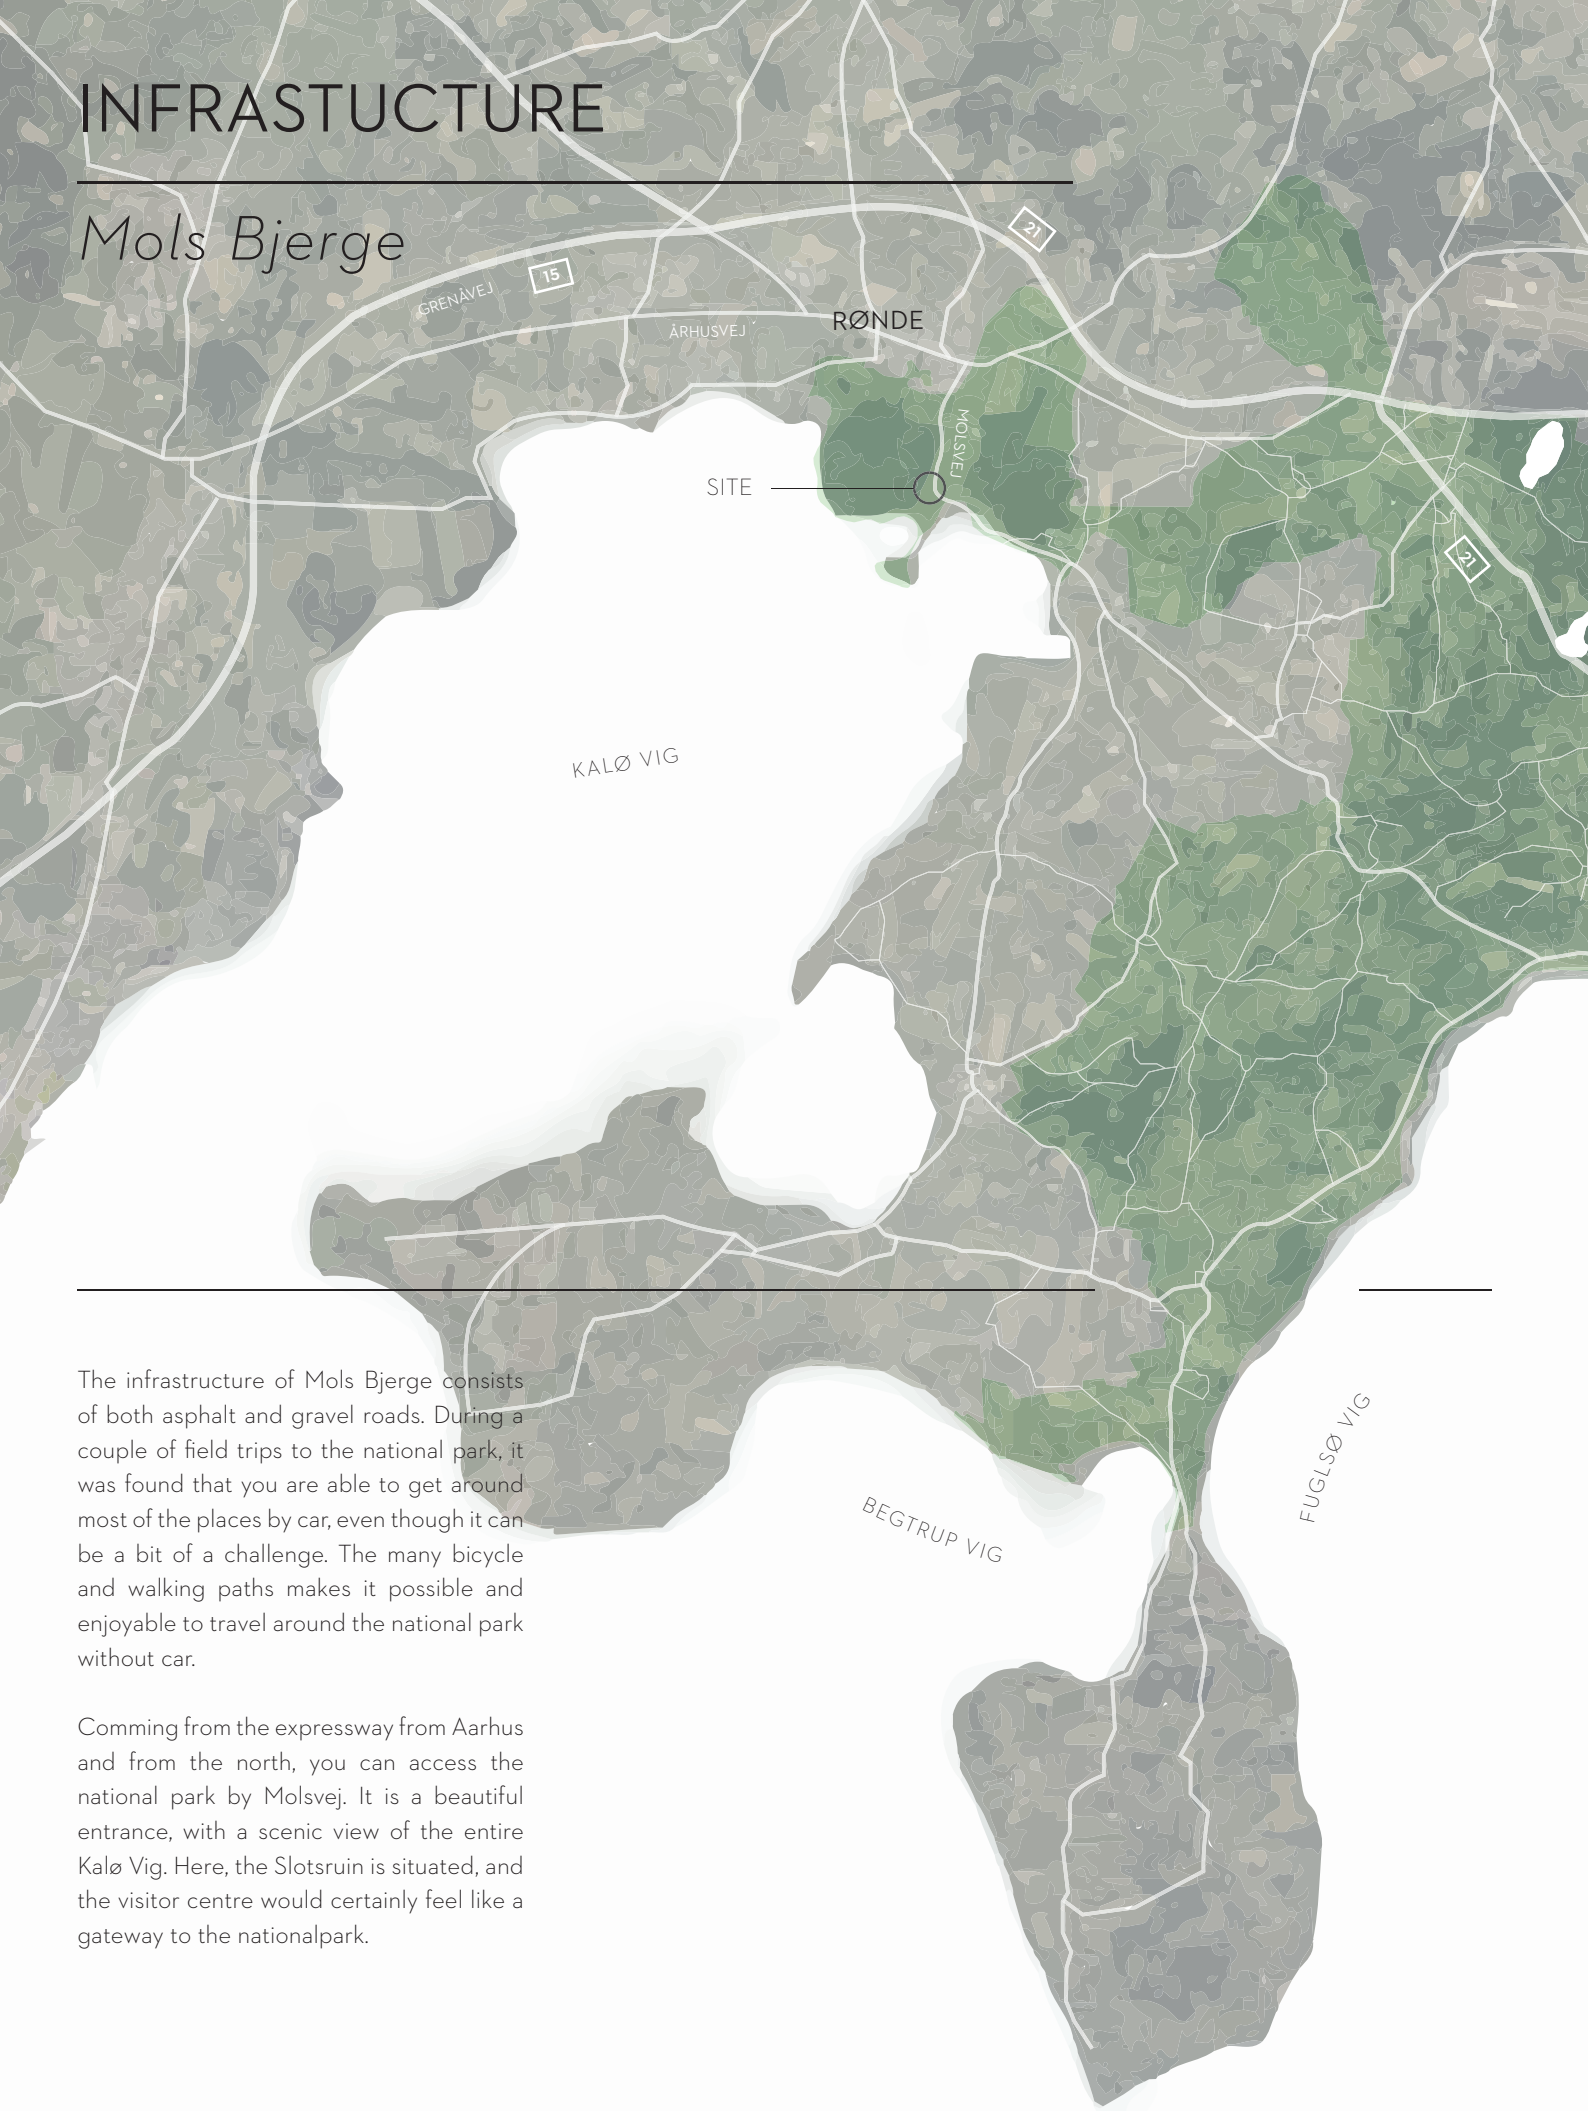 INFRASTUCTURE
Mols Bjerge
21
15
GRENÅVEJ
ÅRHUSVEJ
RØNDE
MOLSVEJ
SITE
21
KALØ VIG
The infrastructure of Mols Bjerge consists
of both asphalt and gravel roads. During a
couple of field trips to the national park, it
was found that you are able to get around
most of the places by car, even though it can
be a bit of a challenge. The many bicycle
and walking paths makes it possible and
enjoyable to travel around the national park
without car.
FUGLSØ VIG
BEGTRUP VIG
Comming from the expressway from Aarhus
and from the north, you can access the
national park by Molsvej. It is a beautiful
entrance, with a scenic view of the entire
Kalø Vig. Here, the Slotsruin is situated, and
the visitor centre would certainly feel like a
gateway to the nationalpark.